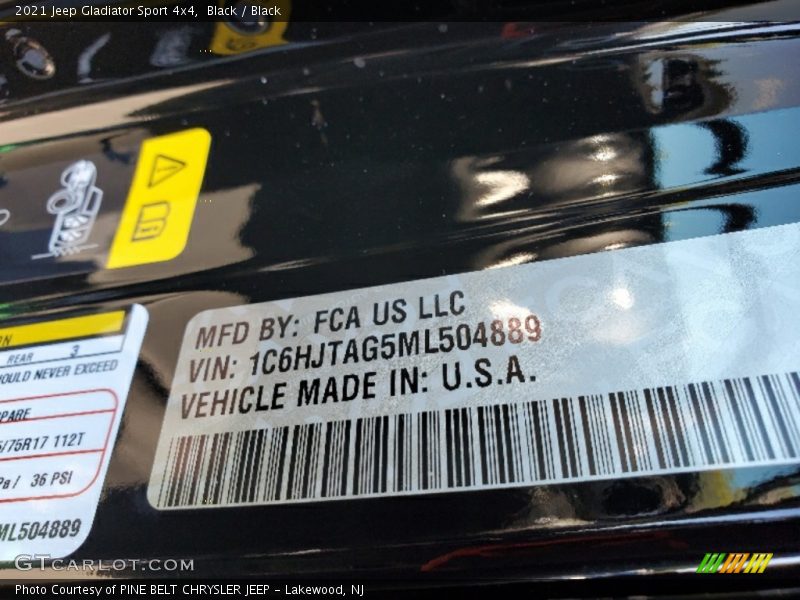 2021 Jeep Gladiator Sport 4x4,  Black / Black
MFD BY: FCA US LLC
VIN: 1C6HJTAG5ML504889
VEHICLE MADE IN: U.S.A.
REAR 3
OULD NEVER EXCEED
PARE
/75R17 112T
Pa / 36 PSI
ML504889
GTCARLOT.COM
Photo Courtesy of PINE BELT CHRYSLER JEEP - Lakewood, NJ